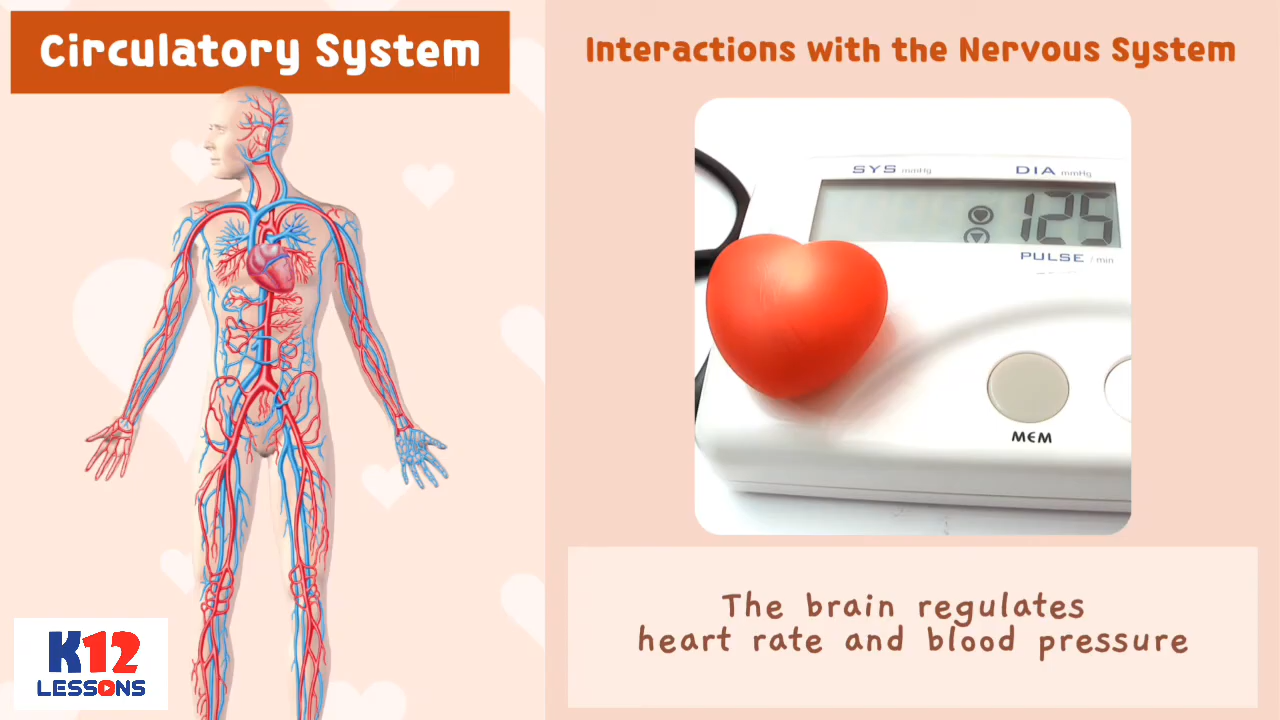 Circulatory System
Interactions with the Nervous System
SYS mmHg
DIA mmHg
125
PULSE / min
MEM
The brain regulates
heart rate and blood pressure
K12
LESSONS